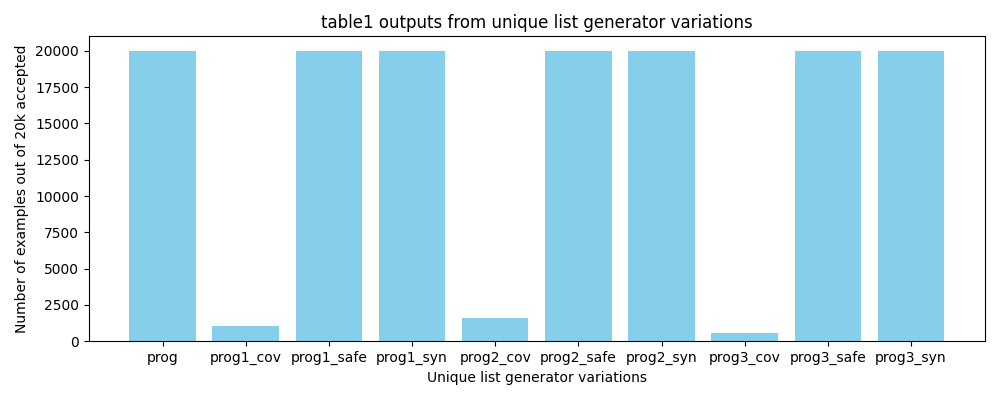 table1 outputs from unique list generator variations
Number of examples out of 20k accepted
20000
17500
15000
12500
10000
7500
5000
2500
0
prog prog1_cov prog1_safe prog1_syn prog2_cov prog2_safe prog2_syn prog3_cov prog3_safe prog3_syn
Unique list generator variations